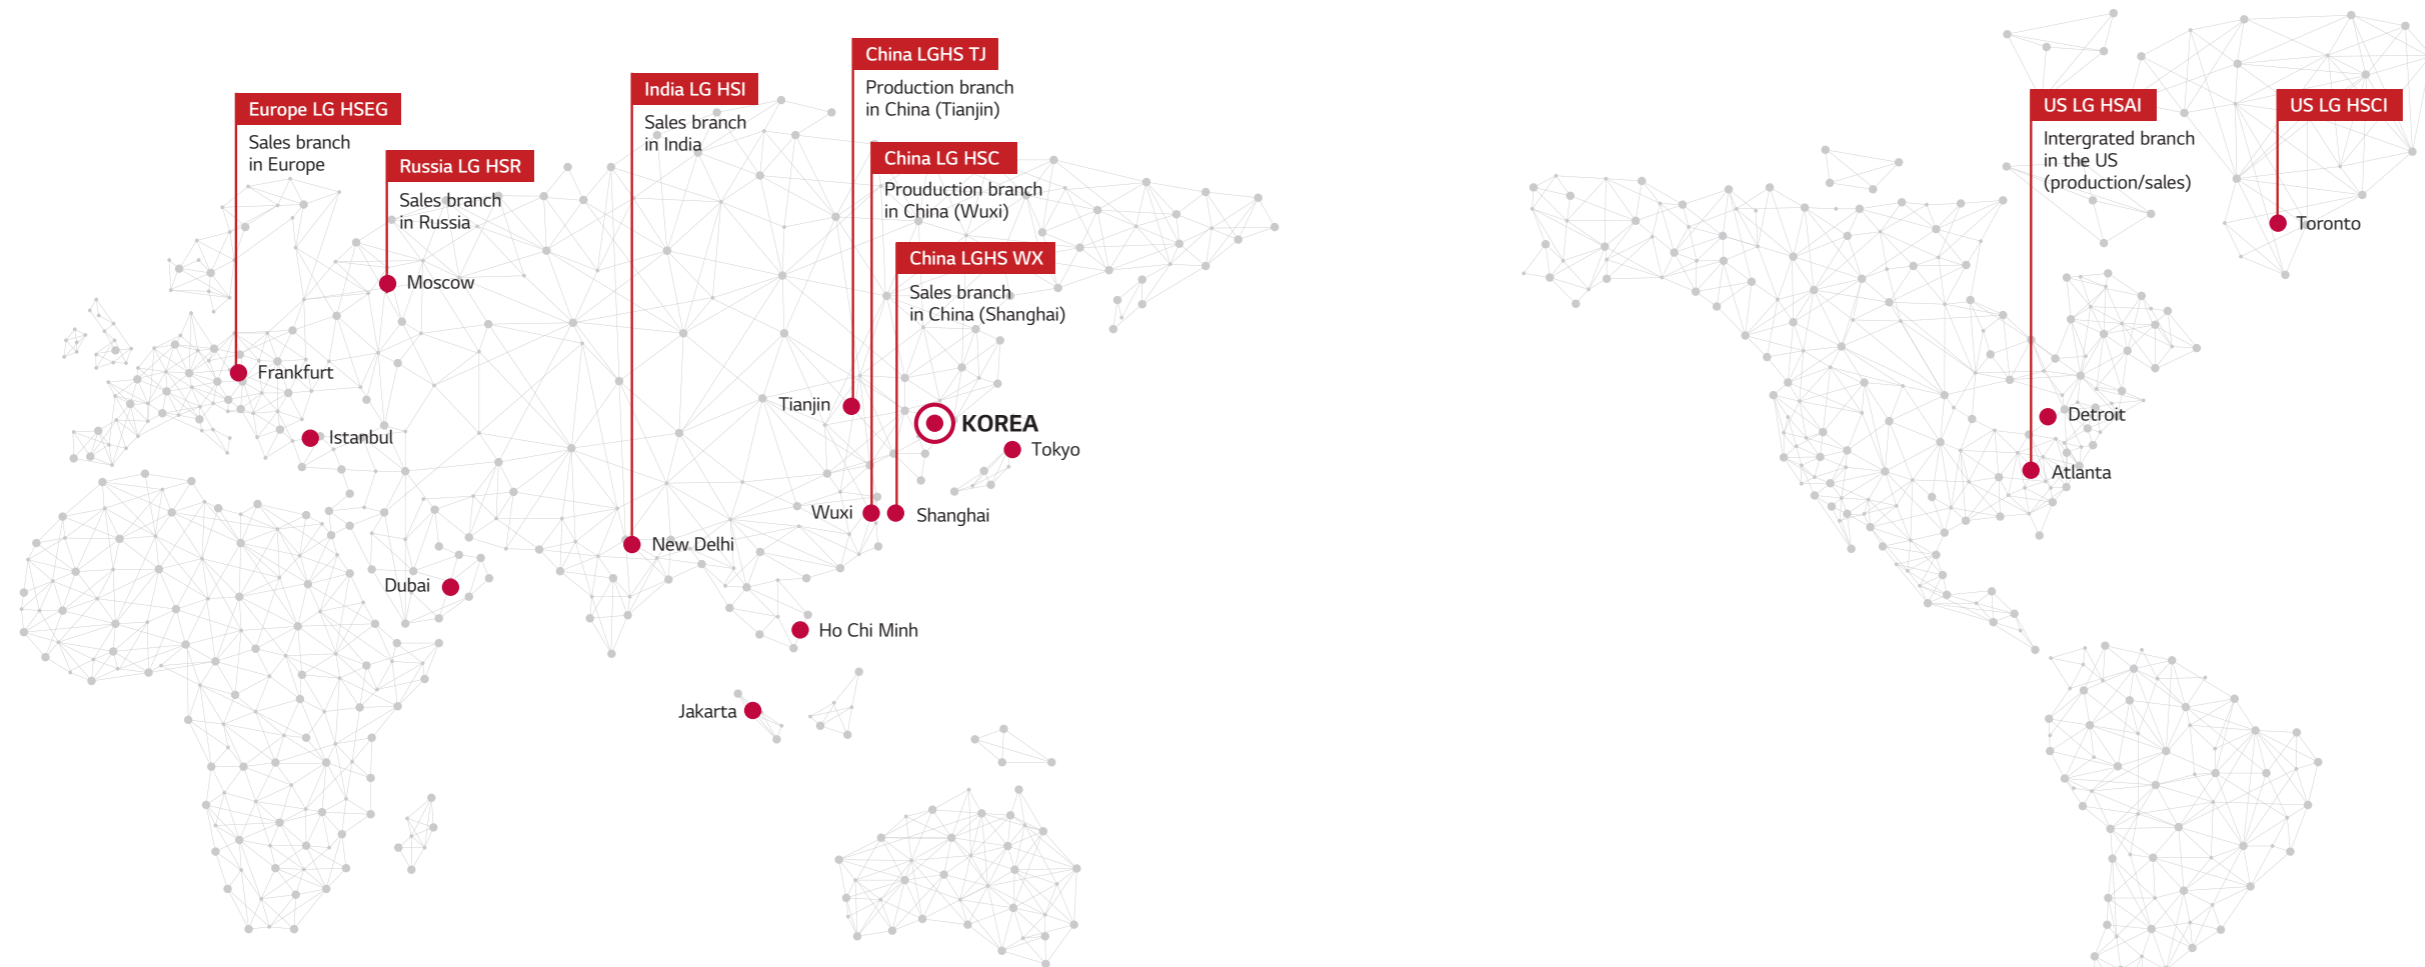 China LGHS TJ
Production branch
in China (Tianjin)
India LG HSI
Sales branch
in India
Europe LG HSEG
Sales branch
in Europe
Russia LG HSR
Sales branch
in Russia
China LG HSC
Prouduction branch
in China (Wuxi)
China LGHS WX
Sales branch
in China (Shanghai)
US LG HSAI
Intergrated branch
in the US
(production/sales)
US LG HSCI
Toronto
Moscow
Frankfurt
Istanbul
Tianjin
KOREA
Tokyo
Wuxi
Shanghai
New Delhi
Dubai
Ho Chi Minh
Jakarta
Detroit
Atlanta